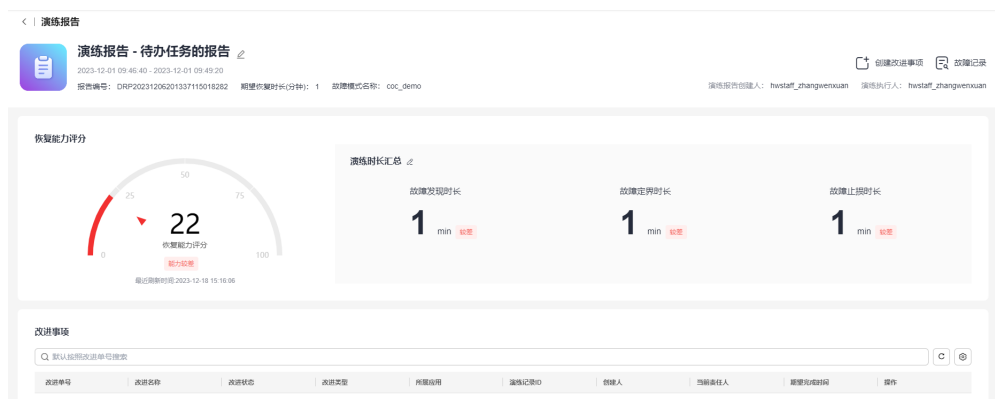 演练报告
演练报告 - 待办任务的报告
2023-12-01 09:46:40 - 2023-12-01 09:49:20
报告编号: DRP20231206201337115018282 期望恢复时长(分钟): 1 故障模式名称: coc_demo
创建改进事项 故障记录
演练报告创建人: hwstaff_zhangwenxuan 演练执行人: hwstaff_zhangwenxuan
恢复能力评分
0 25 50 75 100
22
恢复能力评分
能力较差
最近刷新时间 2023-12-18 15:16:06
演练时长汇总
故障发现时长 故障定界时长 故障止损时长
1 min 较差 1 min 较差 1 min 较差
改进事项
默认按照改进单号搜索
改进单号 改进名称 改进状态 改进类型 所属应用 演练记录ID 创建人 当前责任人 期望完成时间 操作